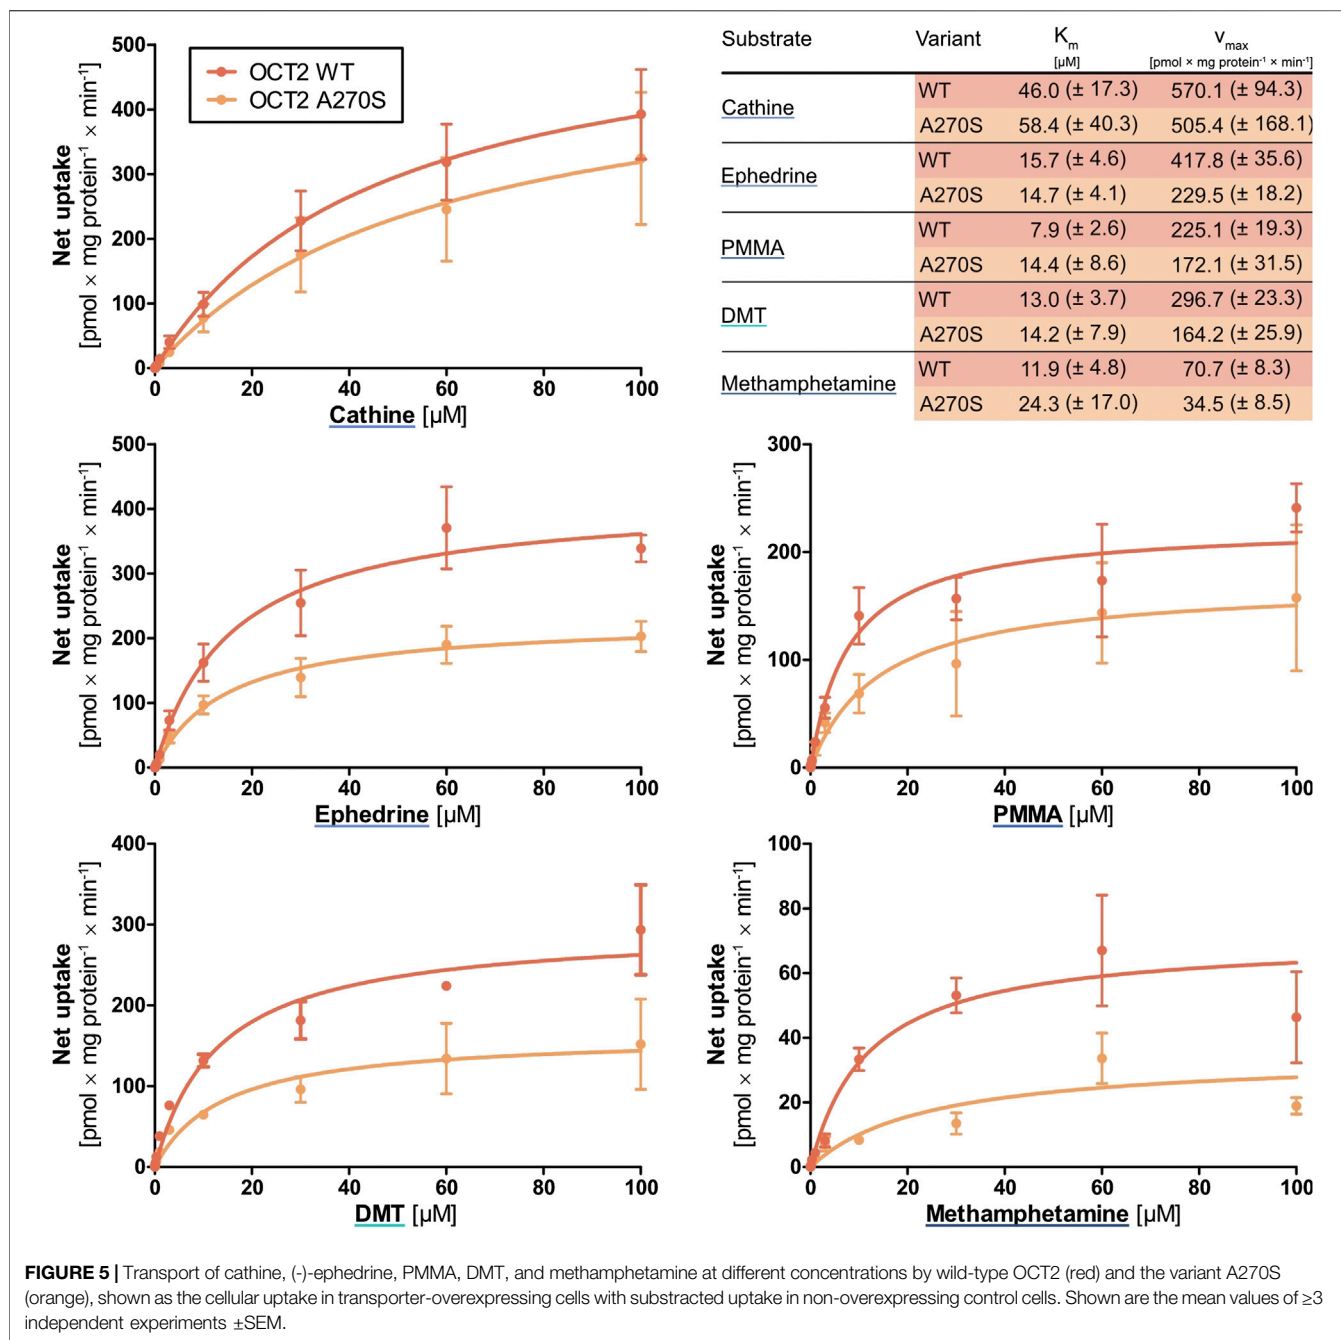 500
400
300
200
100
0
Net uptake
[pmol × mg protein⁻¹ × min⁻¹]
OCT2 WT
OCT2 A270S
0 20 40 60 80 100
Cathine [µM]
Substrate Variant Kₘ vₘₐₓ
[µM] [pmol × mg protein⁻¹ × min⁻¹]
Cathine
WT 46.0 (± 17.3) 570.1 (± 94.3)
A270S 58.4 (± 40.3) 505.4 (± 168.1)
Ephedrine
WT 15.7 (± 4.6) 417.8 (± 35.6)
A270S 14.7 (± 4.1) 229.5 (± 18.2)
PMMA
WT 7.9 (± 2.6) 225.1 (± 19.3)
A270S 14.4 (± 8.6) 172.1 (± 31.5)
DMT
WT 13.0 (± 3.7) 296.7 (± 23.3)
A270S 14.2 (± 7.9) 164.2 (± 25.9)
Methamphetamine
WT 11.9 (± 4.8) 70.7 (± 8.3)
A270S 24.3 (± 17.0) 34.5 (± 8.5)
500
400
300
200
100
0
Net uptake
[pmol × mg protein⁻¹ × min⁻¹]
0 20 40 60 80 100
Ephedrine [µM]
300
200
100
0
Net uptake
[pmol × mg protein⁻¹ × min⁻¹]
0 20 40 60 80 100
PMMA [µM]
400
300
200
100
0
Net uptake
[pmol × mg protein⁻¹ × min⁻¹]
0 20 40 60 80 100
DMT [µM]
100
80
60
40
20
0
Net uptake
[pmol × mg protein⁻¹ × min⁻¹]
0 20 40 60 80 100
Methamphetamine [µM]
FIGURE 5 | Transport of cathine, (-)-ephedrine, PMMA, DMT, and methamphetamine at different concentrations by wild-type OCT2 (red) and the variant A270S
(orange), shown as the cellular uptake in transporter-overexpressing cells with substracted uptake in non-overexpressing control cells. Shown are the mean values of ≥3
independent experiments ±SEM.